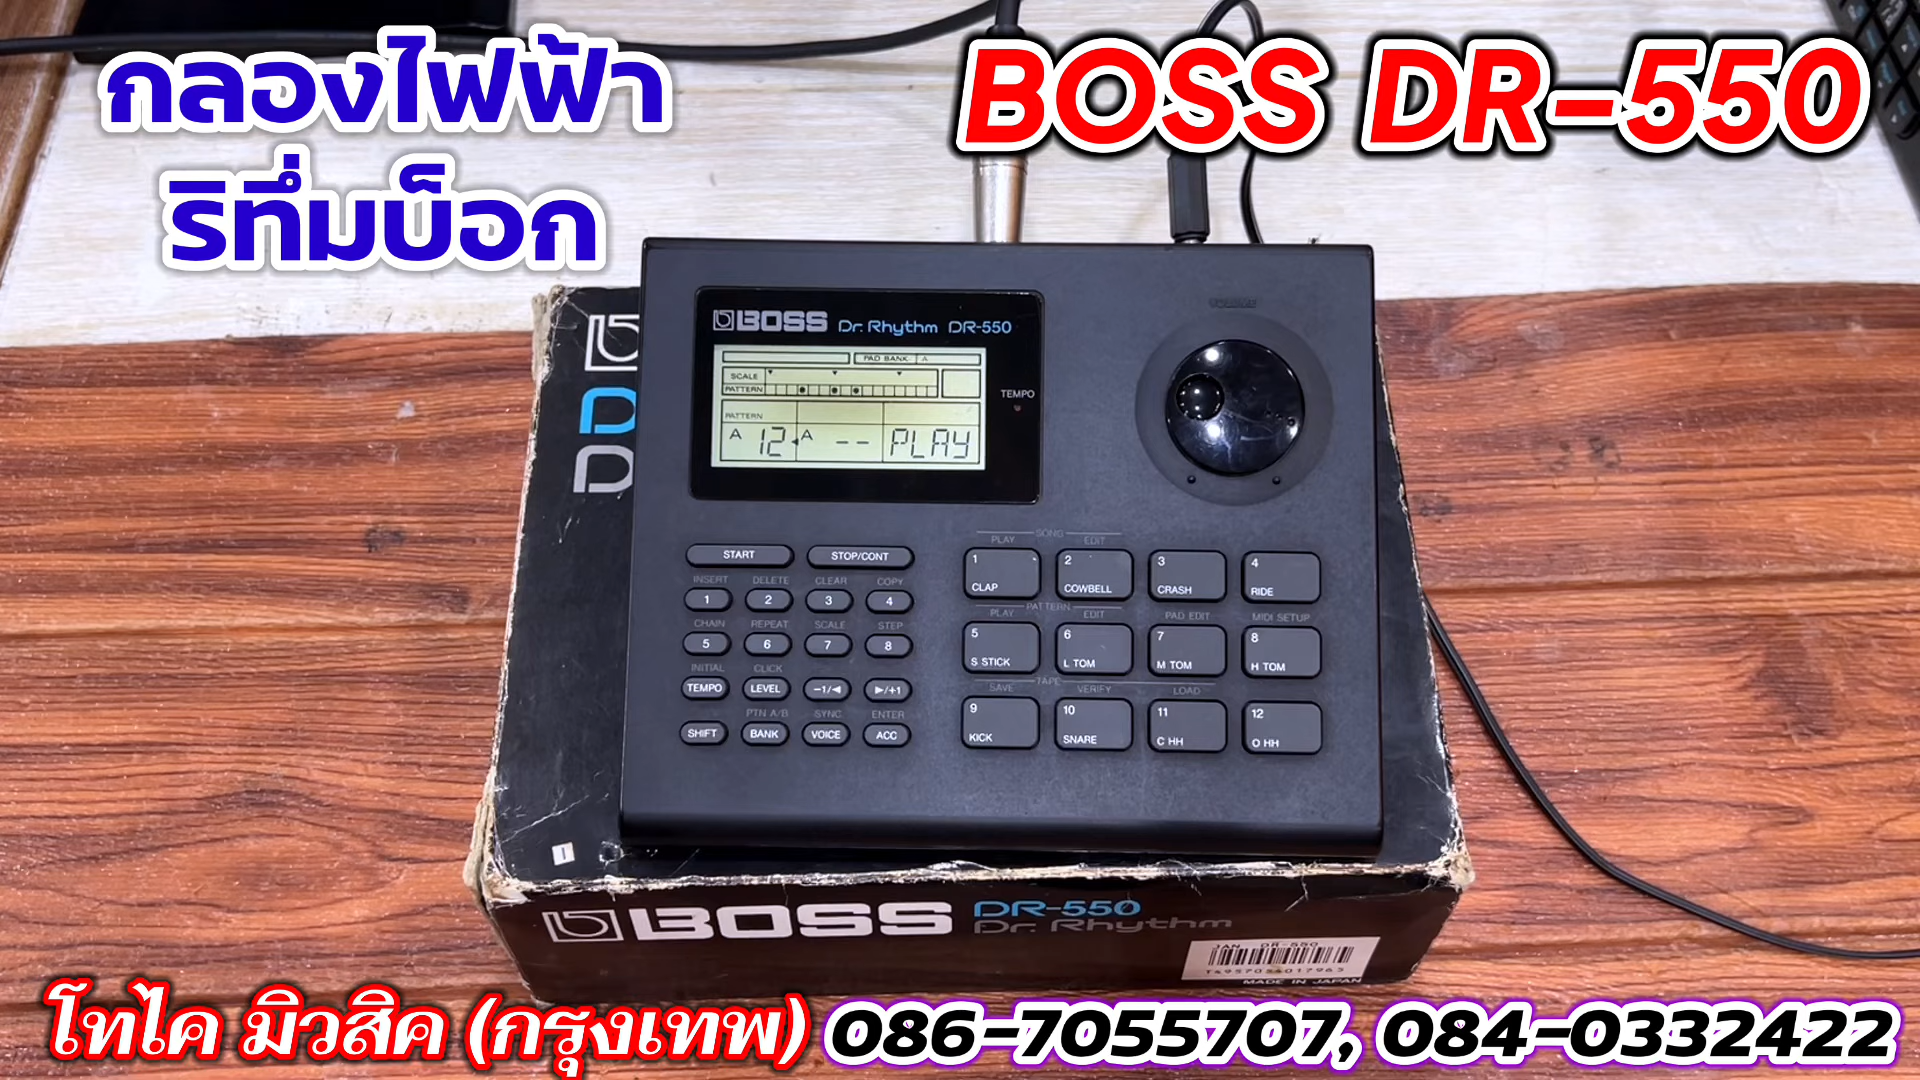 กลองไฟฟ้า
ริทึ่มบ็อก
BOSS DR-550
BOSS Dr. Rhythm DR-550
PAD BANK A
SCALE
PATTERN
TEMPO
PATTERN
A 12 A -- PLAY
START STOP/CONT
INSERT DELETE CLEAR COPY
1 2 3 4
CHAIN REPEAT SCALE STEP
5 6 7 8
INITIAL CLICK
TEMPO LEVEL -1/◀ ▶/+1
PTN A/B SYNC ENTER
SHIFT BANK VOICE ACC
SONG
PLAY EDIT
1 2 3 4
CLAP COWBELL CRASH RIDE
PATTERN
PLAY EDIT PAD EDIT MIDI SETUP
5 6 7 8
S STICK L TOM M TOM H TOM
TAPE
SAVE VERIFY LOAD
9 10 11 12
KICK SNARE C HH O HH
BOSS DR-550
Dr. Rhythm
JAN DR-550
T4957054017963
MADE IN JAPAN
โทไค มิวสิค (กรุงเทพ) 086-7055707, 084-0332422